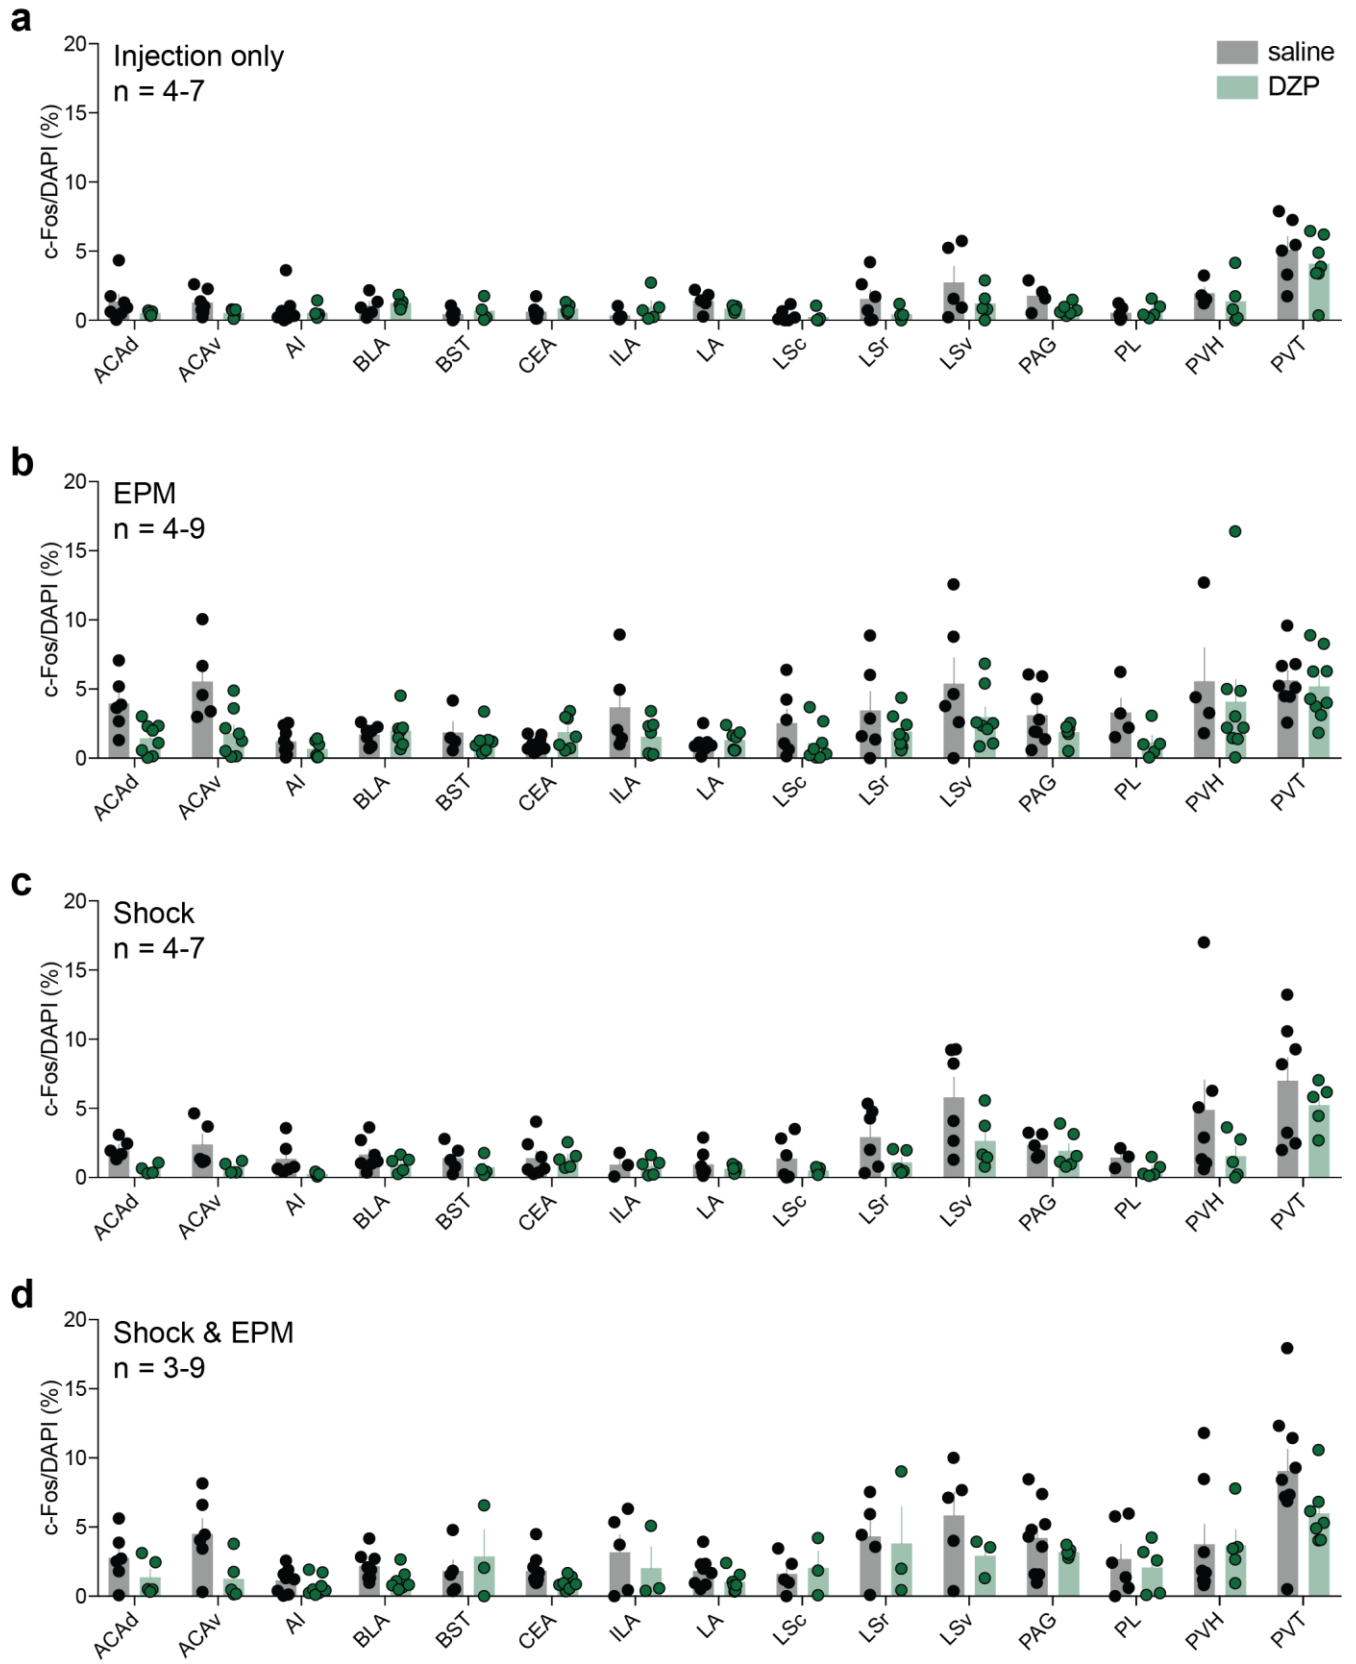 a
Injection only
n = 4-7
saline
DZP
c-Fos/DAPI (%)
20
15
10
5
0
ACAd ACAv AI BLA BST CEA ILA LA LSc LSr LSv PAG PL PVH PVT
b
EPM
n = 4-9
c-Fos/DAPI (%)
20
15
10
5
0
ACAd ACAv AI BLA BST CEA ILA LA LSc LSr LSv PAG PL PVH PVT
c
Shock
n = 4-7
c-Fos/DAPI (%)
20
15
10
5
0
ACAd ACAv AI BLA BST CEA ILA LA LSc LSr LSv PAG PL PVH PVT
d
Shock & EPM
n = 3-9
c-Fos/DAPI (%)
20
15
10
5
0
ACAd ACAv AI BLA BST CEA ILA LA LSc LSr LSv PAG PL PVH PVT